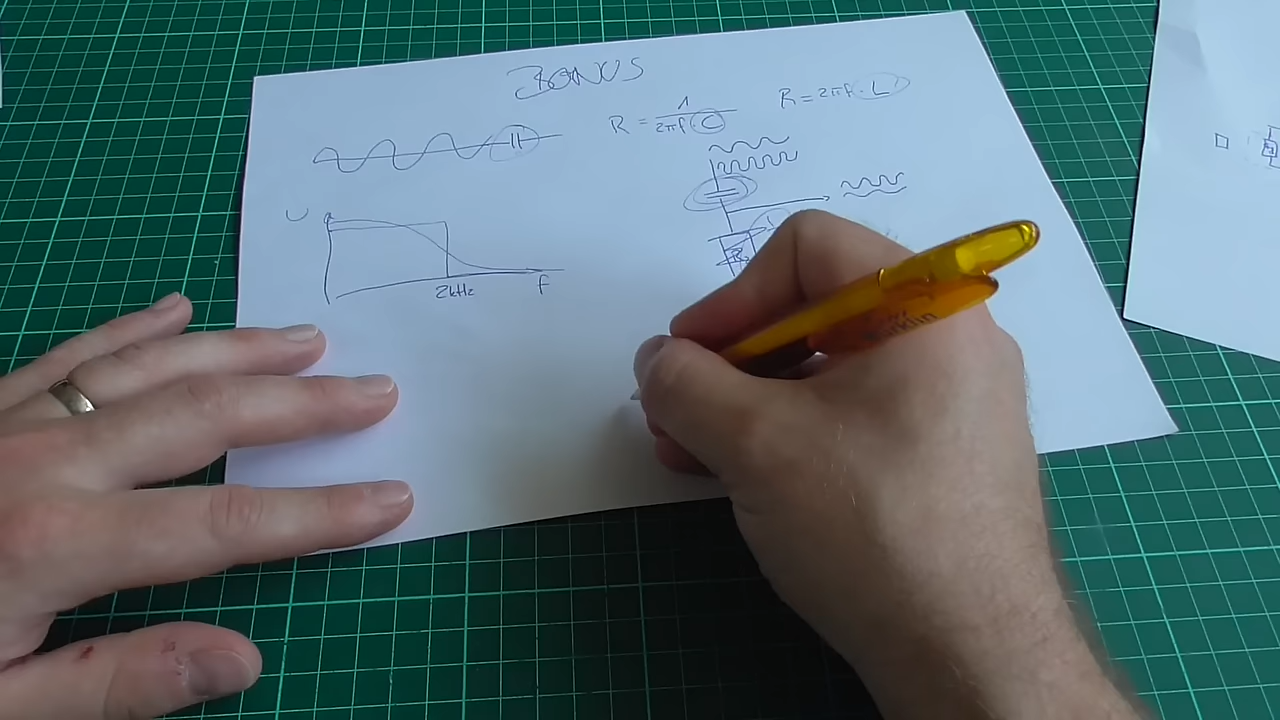 BONUS
R = 1
2πf C
R = 2πf · L
U
2kHz
f